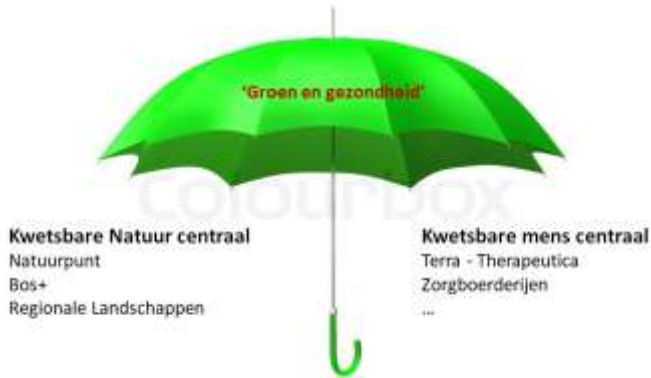 'Groen en gezondheid'
colourbox
Kwetsbare Natuur centraal
Natuurpunt
Bos+
Regionale Landschappen
Kwetsbare mens centraal
Terra - Therapeutica
Zorgboerderijen
...